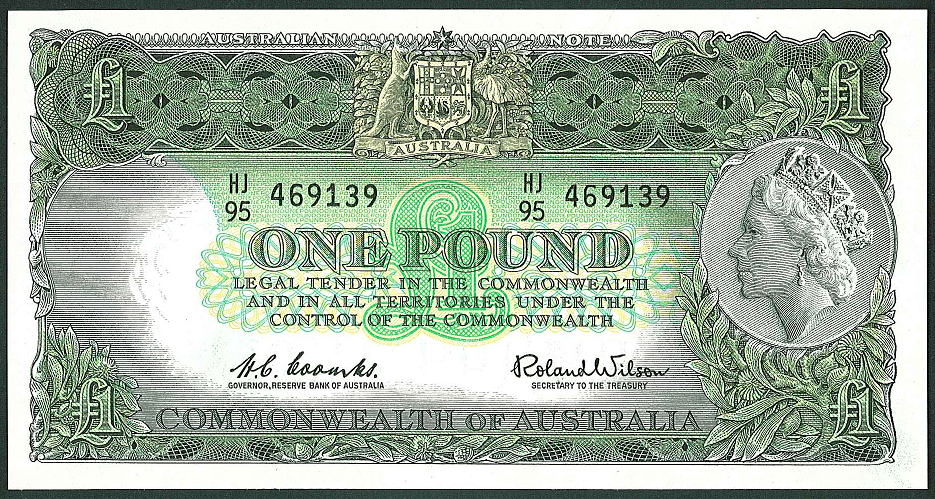 AUSTRALIAN NOTE
£1 £1
AUSTRALIA
HJ 95 469139 HJ 95 469139
ONE POUND
£
LEGAL TENDER IN THE COMMONWEALTH
AND IN ALL TERRITORIES UNDER THE
CONTROL OF THE COMMONWEALTH
H.C. Coombs. Roland Wilson
GOVERNOR, RESERVE BANK OF AUSTRALIA SECRETARY TO THE TREASURY
£1 £1
COMMONWEALTH OF AUSTRALIA